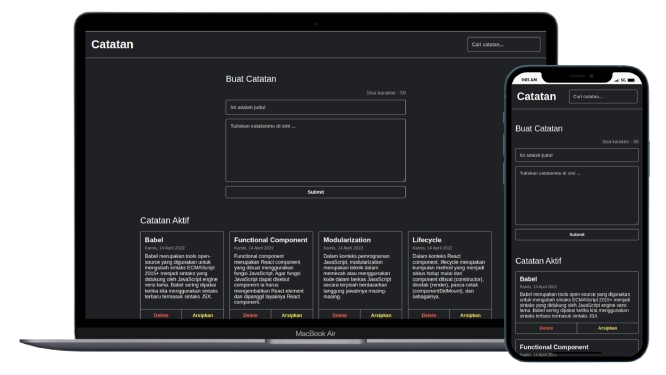 Catatan
Cari catatan...
Buat Catatan
Sisa karakter : 50
Ini adalah judul
Tuliskan catatanmu di sini ...
Submit
Catatan Aktif
Babel
Kamis, 14 April 2022
Babel merupakan tools open-
source yang digunakan untuk
mengubah sintaks ECMAScript
2015+ menjadi sintaks yang
didukung oleh JavaScript engine
versi lama. Babel sering dipakai
ketika kita menggunakan sintaks
terbaru termasuk sintaks JSX.
Delete
Arsipkan
Functional Component
Kamis, 14 April 2022
Functional component
merupakan React component
yang dibuat menggunakan
fungsi JavaScript. Agar fungsi
JavaScript dapat disebut
component ia harus
mengembalikan React element
dan dipanggil layaknya React
component.
Delete
Arsipkan
Modularization
Kamis, 14 April 2022
Dalam konteks pemrograman
JavaScript, modularization
merupakan teknik dalam
memecah atau menggunakan
kode dalam berkas JavaScript
secara terpisah berdasarkan
tanggung jawabnya masing-
masing.
Delete
Arsipkan
Lifecycle
Kamis, 14 April 2022
Dalam konteks React
component, lifecycle merupakan
kumpulan method yang menjadi
siklus hidup mulai dari
component dibuat (constructor),
dicetak (render), pasca-cetak
(componentDidMount), dan
sebagainya.
Delete
Arsipkan
MacBook Air
9:05 AM
5G
Catatan
Cari catatan...
Buat Catatan
Sisa karakter : 50
Ini adalah judul
Tuliskan catatanmu di sini ...
Submit
Catatan Aktif
Babel
Kamis, 14 April 2022
Babel merupakan tools open-source yang digunakan
untuk mengubah sintaks ECMAScript 2015+ menjadi
sintaks yang didukung oleh JavaScript engine versi
lama. Babel sering dipakai ketika kita menggunakan
sintaks terbaru termasuk sintaks JSX.
Delete
Arsipkan
Functional Component
Kamis, 14 April 2022